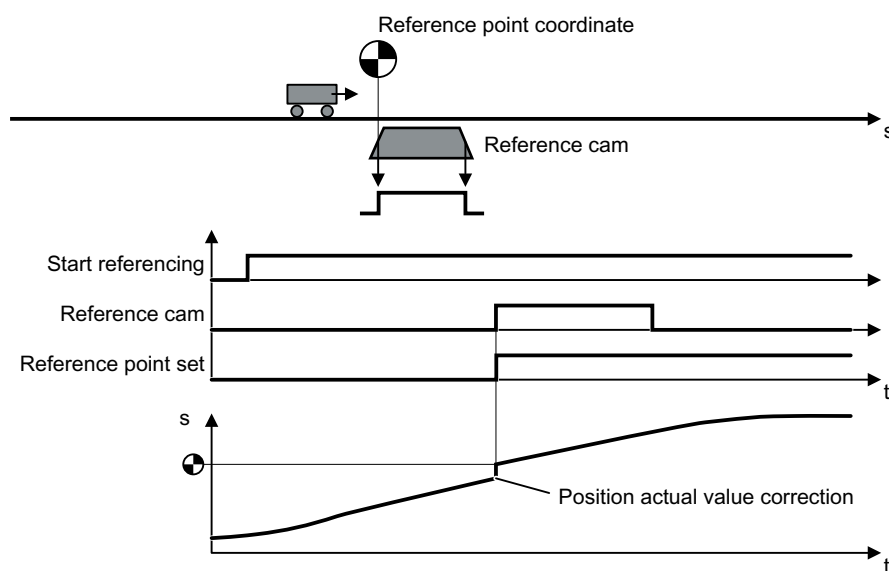 Reference point coordinate
s
Reference cam
Start referencing
Reference cam
Reference point set
t
s
Position actual value correction
t